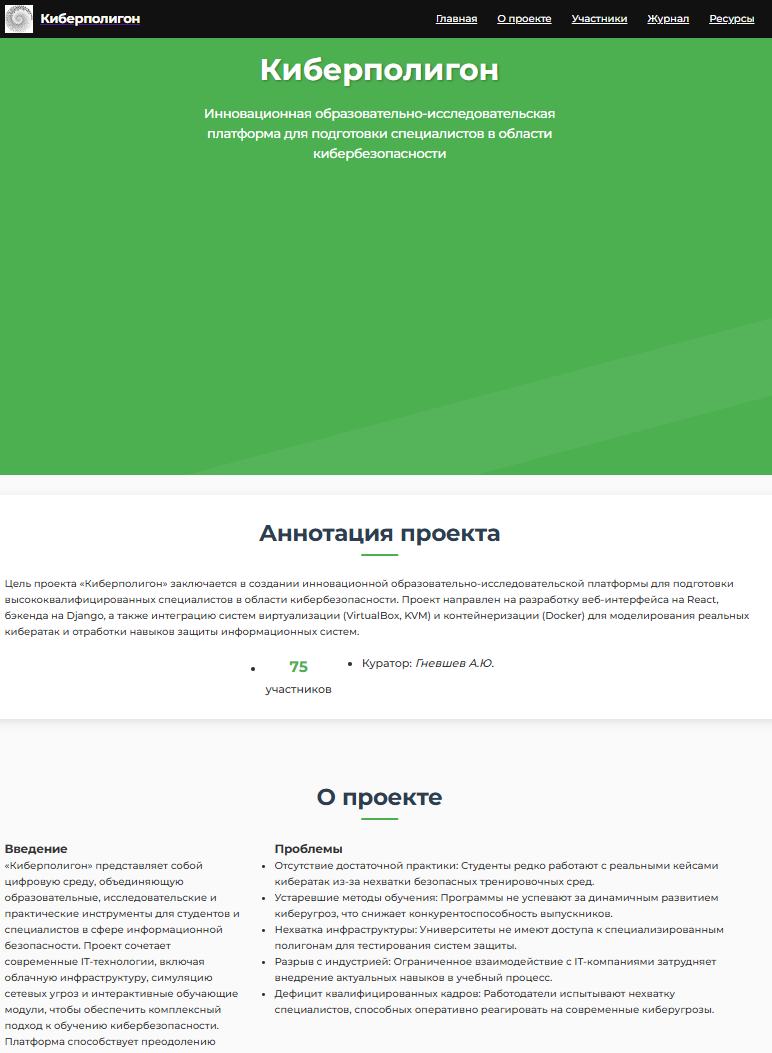 Киберполигон
Главная
О проекте
Участники
Журнал
Ресурсы
Киберполигон
Инновационная образовательно-исследовательская
платформа для подготовки специалистов в области
кибербезопасности
Аннотация проекта
Цель проекта «Киберполигон» заключается в создании инновационной образовательно-исследовательской платформы для подготовки
высококвалифицированных специалистов в области кибербезопасности. Проект направлен на разработку веб-интерфейса на React,
бэкенда на Django, а также интеграцию систем виртуализации (VirtualBox, KVM) и контейнеризации (Docker) для моделирования реальных
кибератак и отработки навыков защиты информационных систем.
• 75
участников
• Куратор: Гневшев А.Ю.
О проекте
Введение
«Киберполигон» представляет собой
цифровую среду, объединяющую
образовательные, исследовательские и
практические инструменты для студентов и
специалистов в сфере информационной
безопасности. Проект сочетает
современные IT-технологии, включая
облачную инфраструктуру, симуляцию
сетевых угроз и интерактивные обучающие
модули, чтобы обеспечить комплексный
подход к обучению кибербезопасности.
Платформа способствует преодолению
Проблемы
• Отсутствие достаточной практики: Студенты редко работают с реальными кейсами
кибератак из-за нехватки безопасных тренировочных сред.
• Устаревшие методы обучения: Программы не успевают за динамичным развитием
киберугроз, что снижает конкурентоспособность выпускников.
• Нехватка инфраструктуры: Университеты не имеют доступа к специализированным
полигонам для тестирования систем защиты.
• Разрыв с индустрией: Ограниченное взаимодействие с IT-компаниями затрудняет
внедрение актуальных навыков в учебный процесс.
• Дефицит квалифицированных кадров: Работодатели испытывают нехватку
специалистов, способных оперативно реагировать на современные киберугрозы.